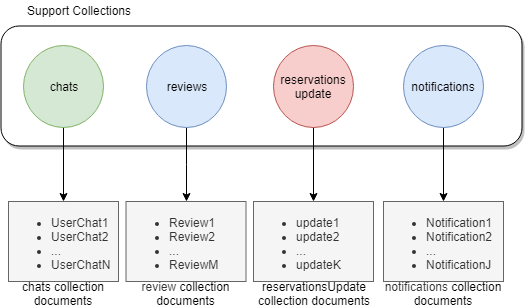 Support Collections
chats
reviews
reservations
update
notifications
• UserChat1
• UserChat2
• ...
• UserChatN
• Review1
• Review2
• ...
• ReviewM
• update1
• update2
• ...
• updateK
• Notification1
• Notification2
• ...
• NotificationJ
chats collection
documents
review collection
documents
reservationsUpdate
collection documents
notifications collection
documents